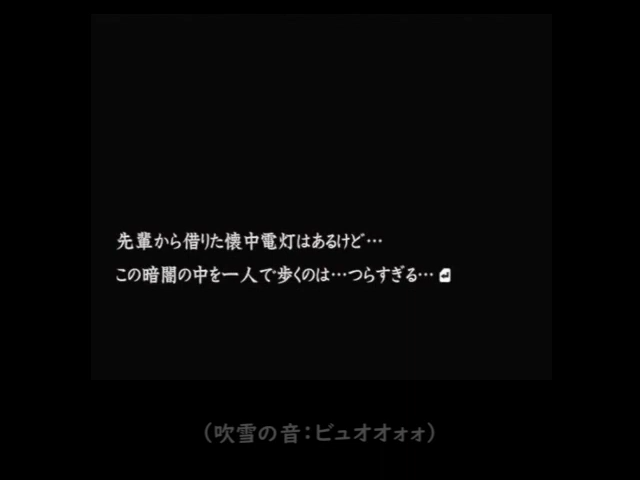 先輩から借りた懐中電灯はあるけど…
この暗闇の中を一人で歩くのは…つらすぎる…
（吹雪の音：ビュオオォォ）